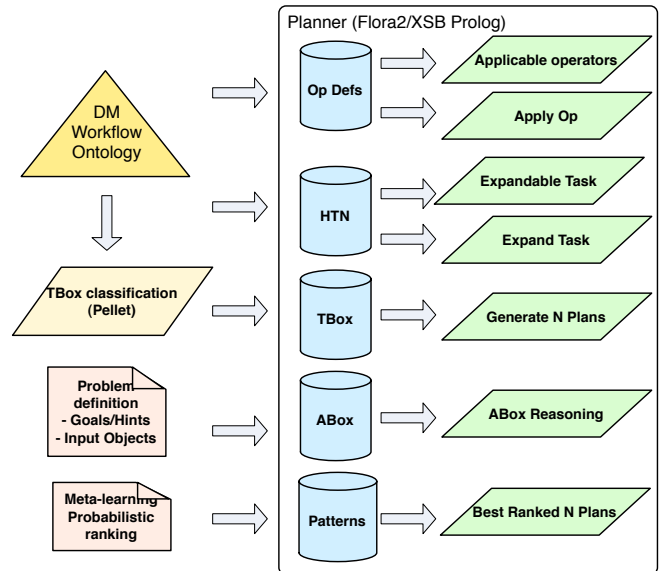 Planner (Flora2/XSB Prolog)
DM
Workflow
Ontology
Op Defs
Applicable operators
Apply Op
HTN
Expandable Task
Expand Task
TBox classification
(Pellet)
TBox
Generate N Plans
Problem
definition
- Goals/Hints
- Input Objects
ABox
ABox Reasoning
Meta-learning
Probabilistic
ranking
Patterns
Best Ranked N Plans